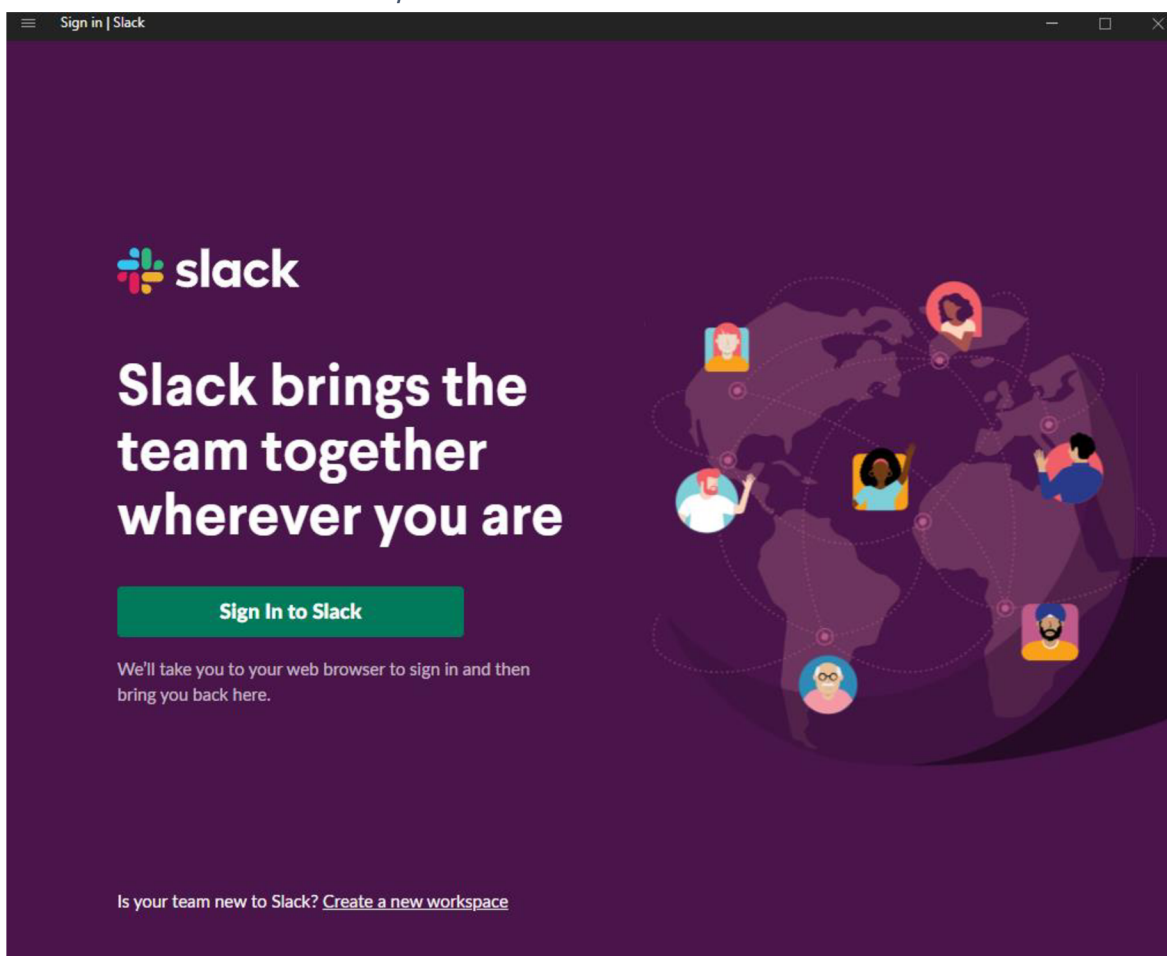 Sign in | Slack
slack
Slack brings the
team together
wherever you are
Sign In to Slack
We'll take you to your web browser to sign in and then
bring you back here.
Is your team new to Slack? Create a new workspace